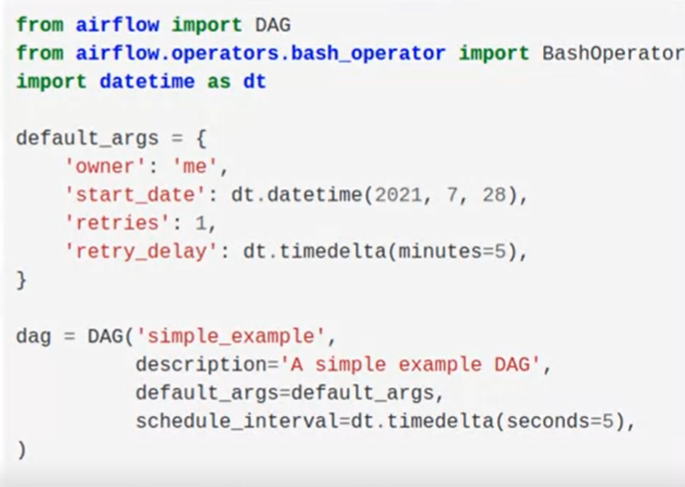 from airflow import DAG
from airflow.operators.bash_operator import BashOperator
import datetime as dt
default_args = {
    'owner': 'me',
    'start_date': dt.datetime(2021, 7, 28),
    'retries': 1,
    'retry_delay': dt.timedelta(minutes=5),
}
dag = DAG('simple_example',
          description='A simple example DAG',
          default_args=default_args,
          schedule_interval=dt.timedelta(seconds=5),
)